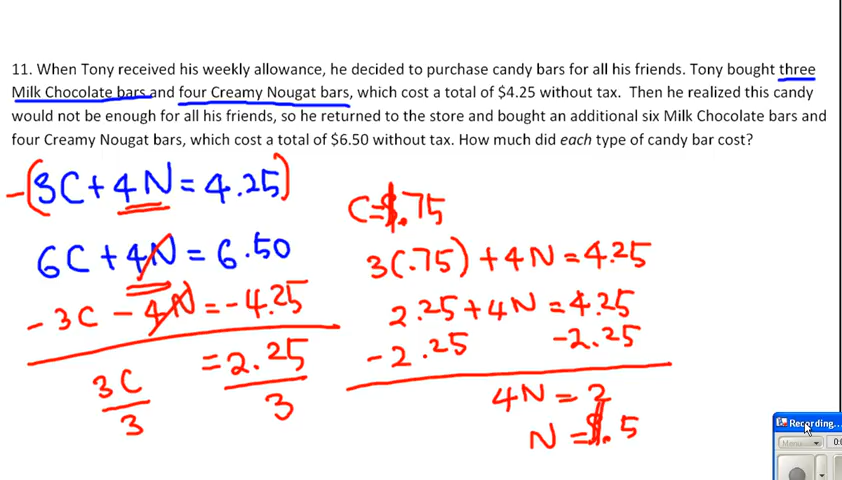 11. When Tony received his weekly allowance, he decided to purchase candy bars for all his friends. Tony bought three
Milk Chocolate bars and four Creamy Nougat bars, which cost a total of $4.25 without tax. Then he realized this candy
would not be enough for all his friends, so he returned to the store and bought an additional six Milk Chocolate bars and
four Creamy Nougat bars, which cost a total of $6.50 without tax. How much did each type of candy bar cost?
-(3C+4N=4.25)
6C+4N=6.50
-3C-4N=-4.25
3C =2.25
3 3
C=$.75
3(.75)+4N=4.25
2.25+4N=4.25
-2.25 -2.25
4N=2
N=$.5
Recording...
Menu